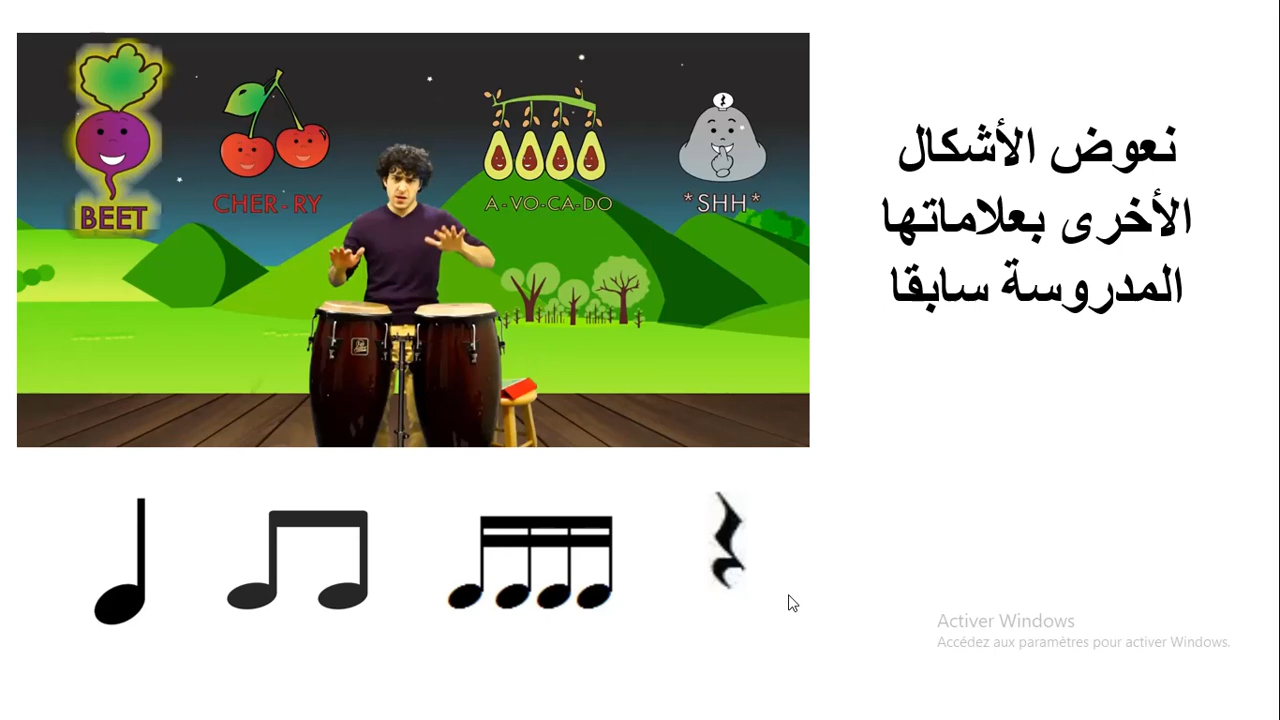 BEET
CHER-RY
A-VO-CA-DO
*SHH*
نعوض الأشكال
الأخرى بعلاماتها
المدروسة سابقا
Activer Windows
Accédez aux paramètres pour activer Windows.